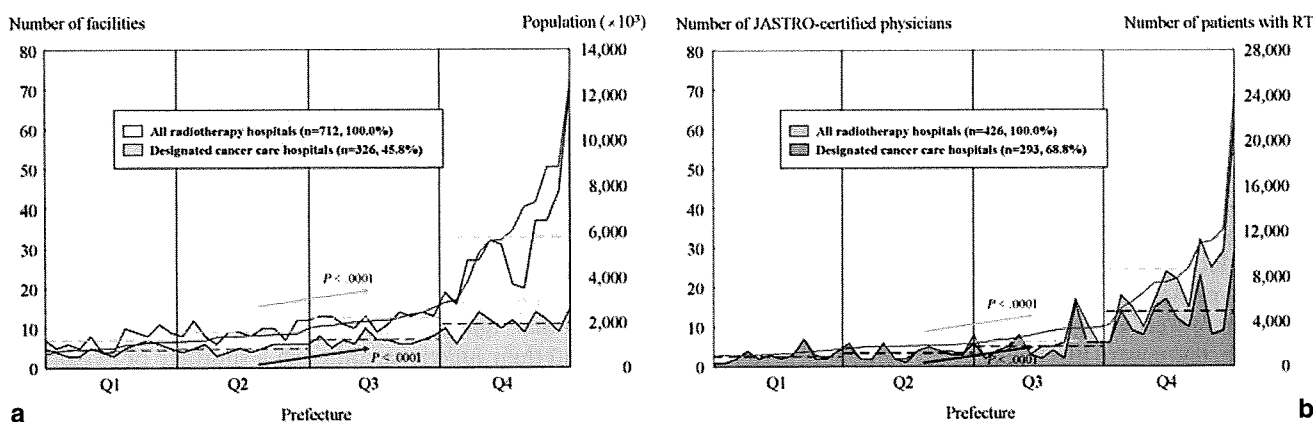 Number of facilities
Population ( × 10³)
80
70
60
50
40
30
20
10
0
14,000
12,000
10,000
8,000
6,000
4,000
2,000
0
All radiotherapy hospitals (n=712, 100.0%)
Designated cancer care hospitals (n=326, 45.8%)
P < .0001
P < .0001
Q1
Q2
Q3
Q4
Prefecture
a
Number of JASTRO-certified physicians
Number of patients with RT
80
70
60
50
40
30
20
10
0
28,000
24,000
20,000
16,000
12,000
8,000
4,000
0
All radiotherapy hospitals (n=426, 100.0%)
Designated cancer care hospitals (n=293, 68.8%)
P < .0001
P < .0001
Q1
Q2
Q3
Q4
Prefecture
b